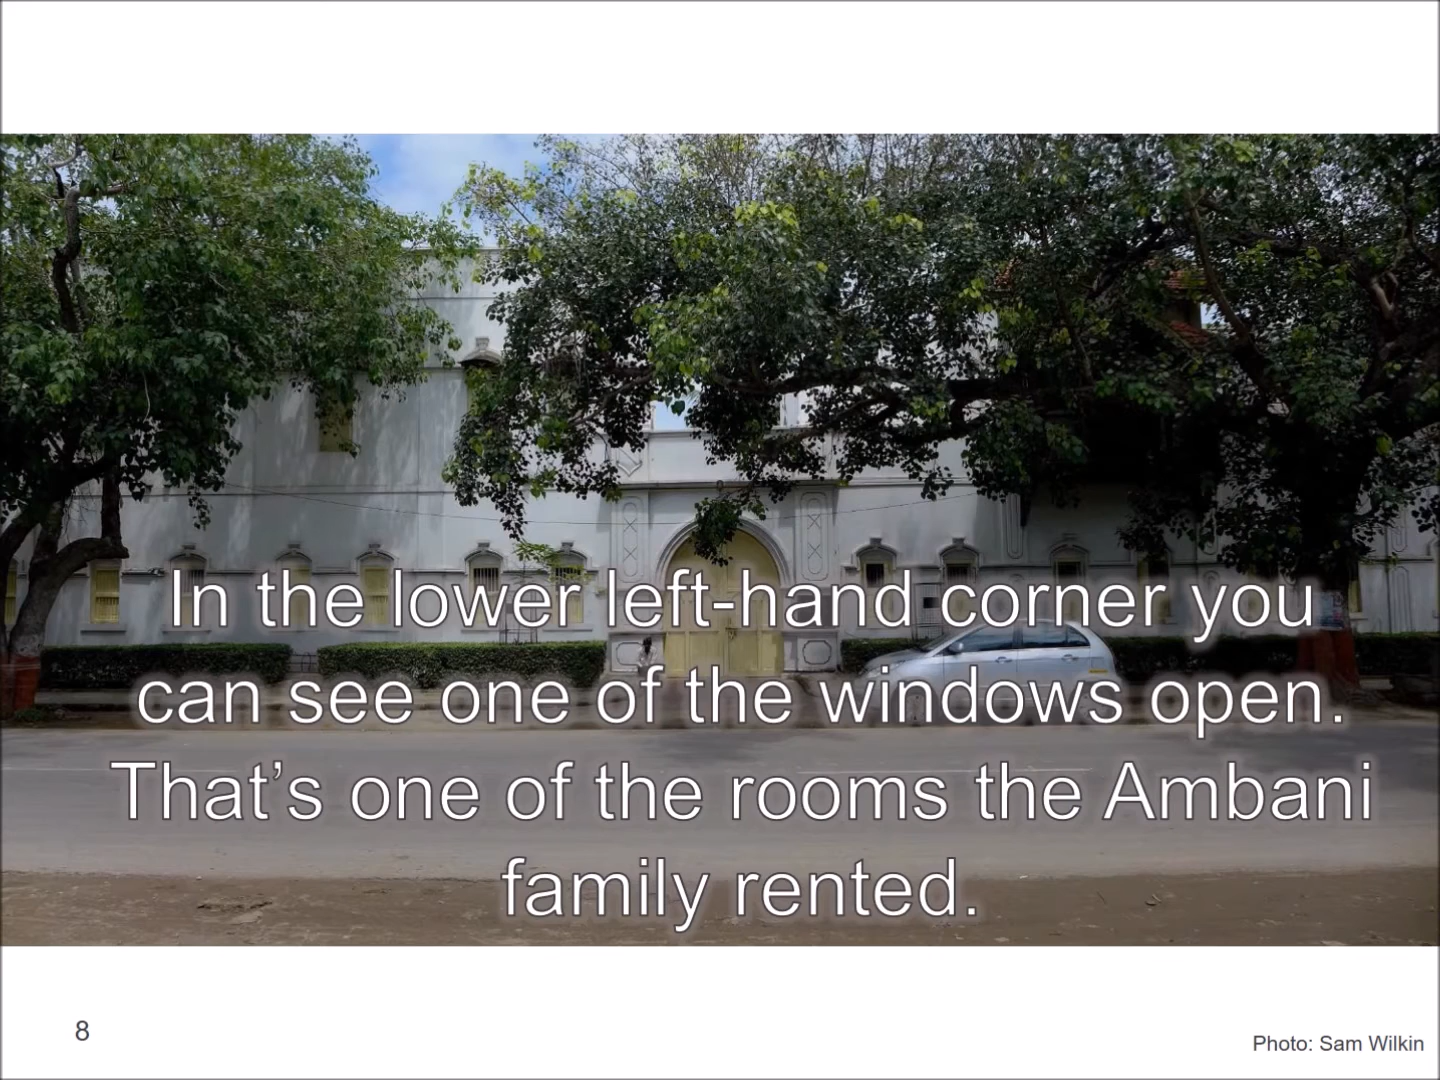 In the lower left-hand corner you
can see one of the windows open.
That’s one of the rooms the Ambani
family rented.
8
Photo: Sam Wilkin